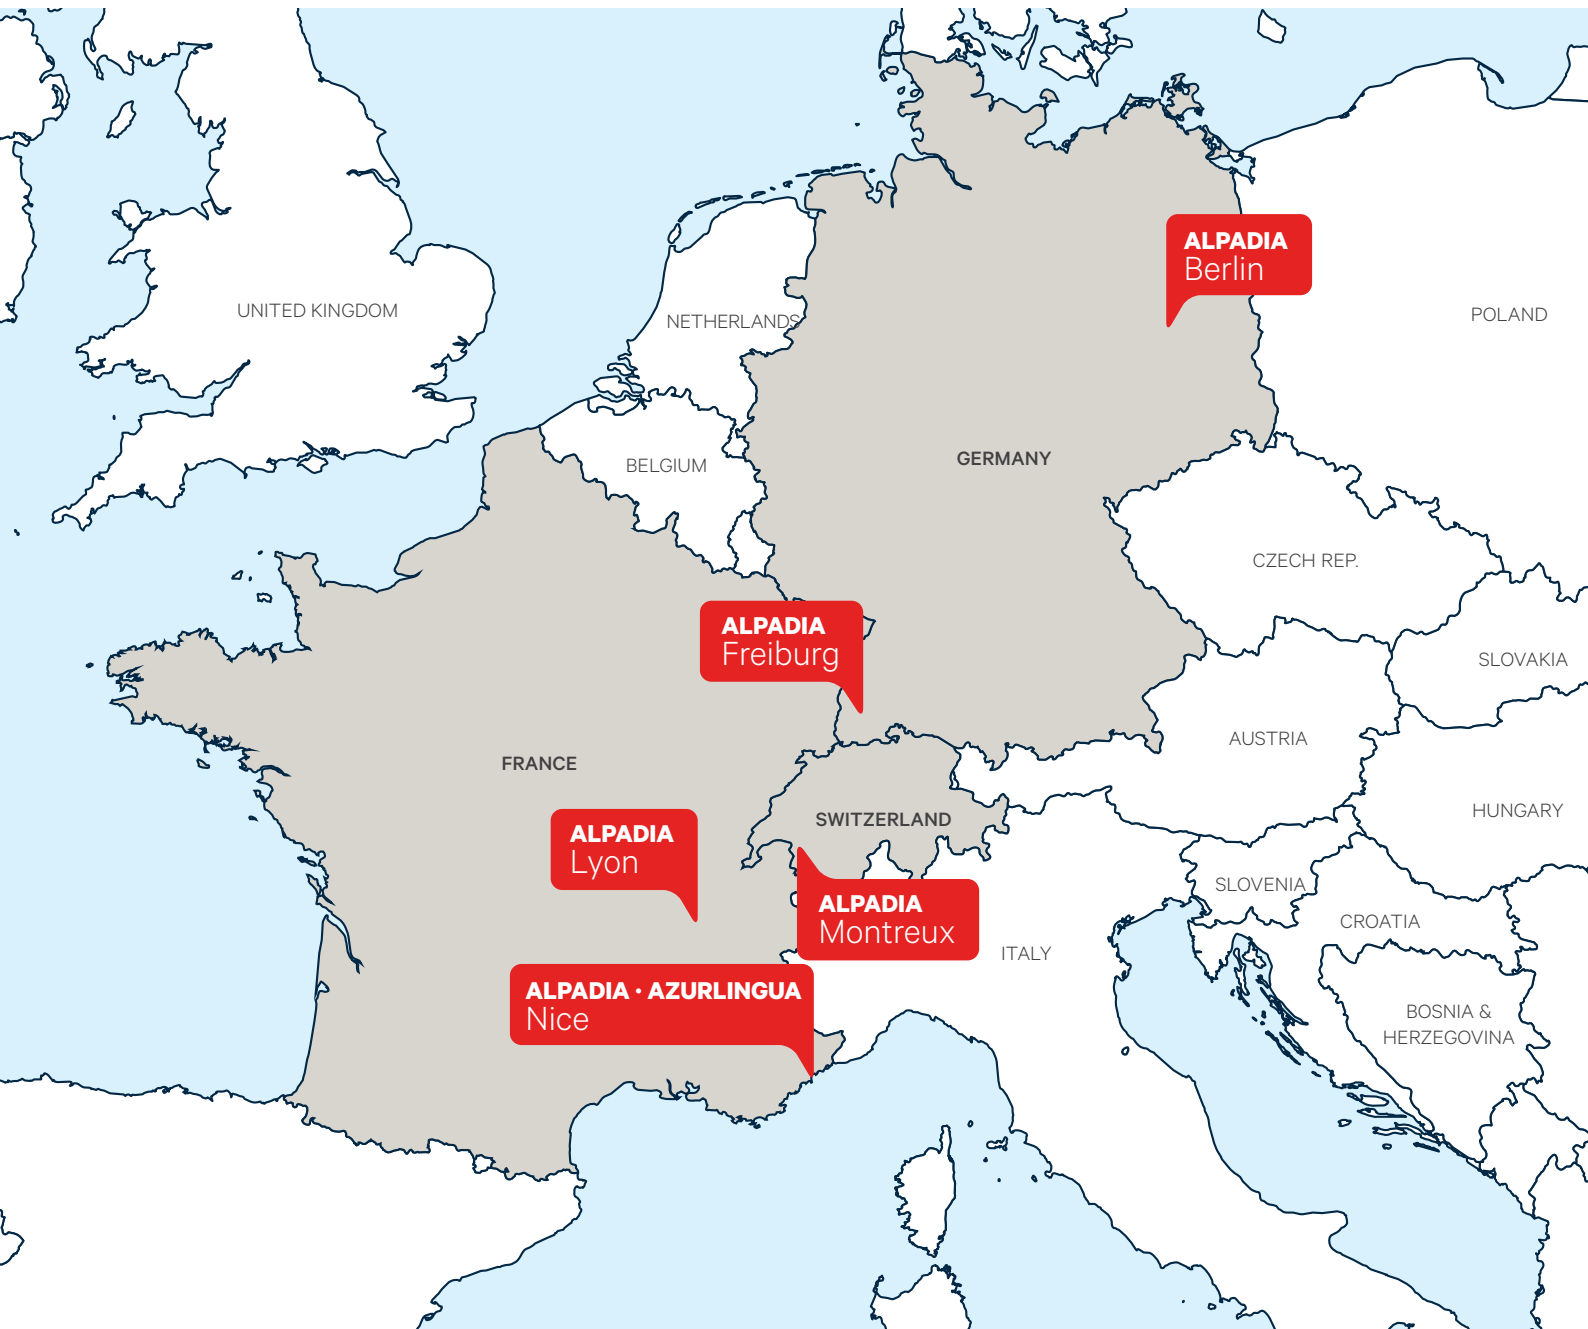 ALPADIA
Berlin
UNITED KINGDOM
NETHERLANDS
POLAND
BELGIUM
GERMANY
CZECH REP.
ALPADIA
Freiburg
SLOVAKIA
AUSTRIA
FRANCE
SWITZERLAND
HUNGARY
ALPADIA
Lyon
SLOVENIA
ALPADIA
Montreux
CROATIA
ITALY
ALPADIA · AZURLINGUA
Nice
BOSNIA &
HERZEGOVINA